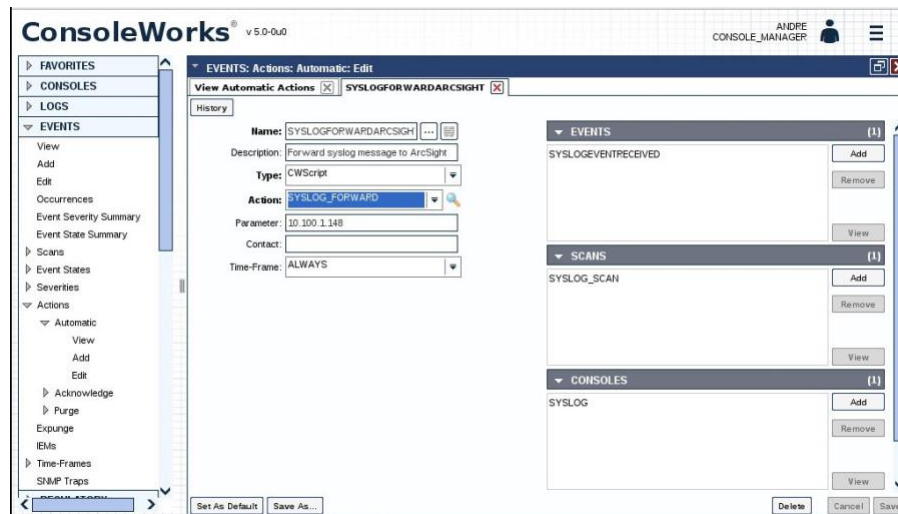 ConsoleWorks® v 5.0-0u0
ANDRE
CONSOLE_MANAGER
FAVORITES
CONSOLES
LOGS
EVENTS
View
Add
Edit
Occurrences
Event Severity Summary
Event State Summary
Scans
Event States
Severities
Actions
Automatic
View
Add
Edit
Acknowledge
Purge
Expunge
IEMs
Time-Frames
SNMP Traps
EVENTS: Actions: Automatic: Edit
View Automatic Actions SYSLOGFORWARDARCSIGHT
History
Name: SYSLOGFORWARDARCSIGH ...
Description: Forward syslog message to ArcSight
Type: CWScript
Action: SYSLOG_FORWARD
Parameter: 10.100.1.148
Contact:
Time-Frame: ALWAYS
EVENTS (1)
SYSLOGEVENTRECEIVED
Add
Remove
View
SCANS (1)
SYSLOG_SCAN
Add
Remove
View
CONSOLES (1)
SYSLOG
Add
Remove
View
Set As Default Save As... Delete Cancel Save